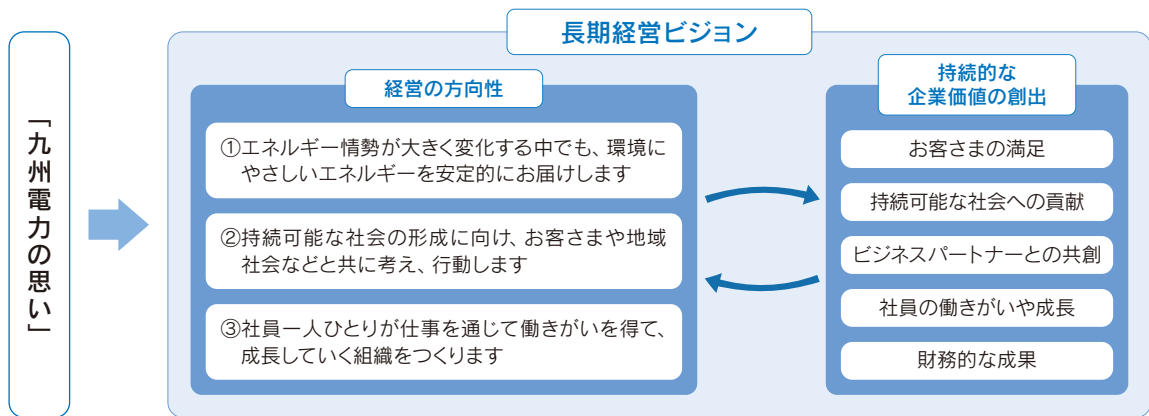 「九州電力の思い」
長期経営ビジョン
経営の方向性
①エネルギー情勢が大きく変化する中でも、環境に
やさしいエネルギーを安定的にお届けします
②持続可能な社会の形成に向け、お客さまや地域
社会などと共に考え、行動します
③社員一人ひとりが仕事を通じて働きがいを得て、
成長していく組織をつくります
持続的な
企業価値の創出
お客さまの満足
持続可能な社会への貢献
ビジネスパートナーとの共創
社員の働きがいや成長
財務的な成果